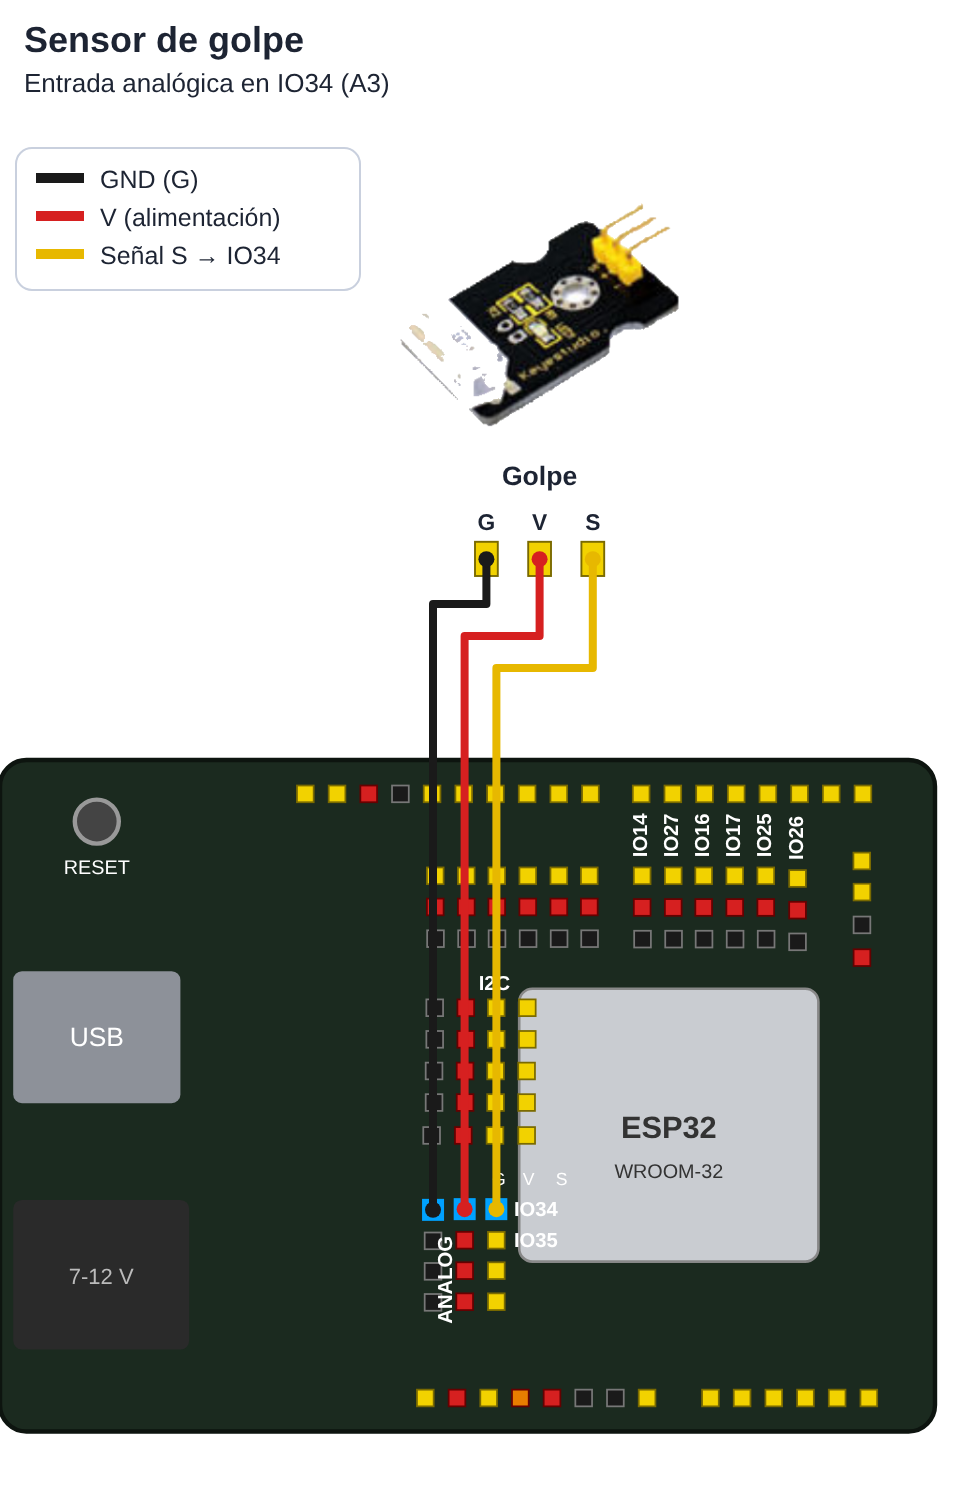 Sensor de golpe
Entrada analógica en IO34 (A3)
GND (G)
V (alimentación)
Señal S → IO34
Keyestudio
Golpe
G V S
RESET
IO14 IO27 IO16 IO17 IO25 IO26
I2C
USB
ESP32
WROOM-32
G V S
IO34
IO35
ANALOG
7-12 V